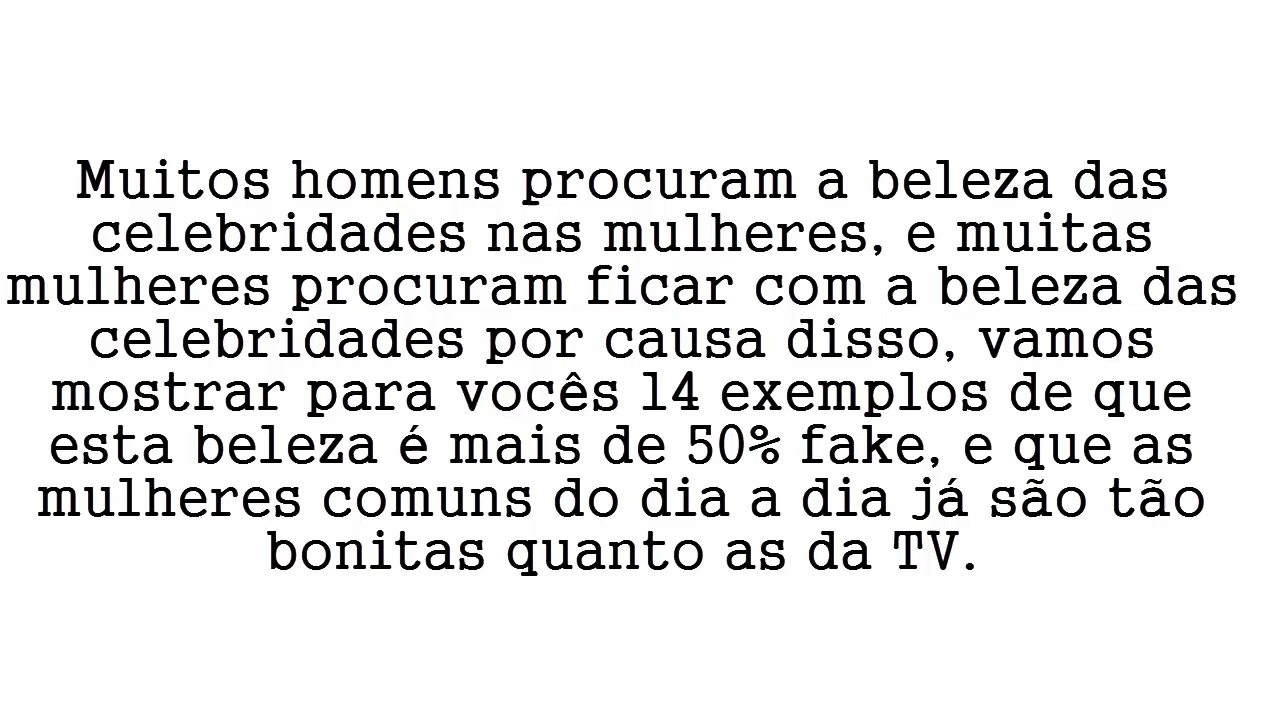 Muitos homens procuram a beleza das
celebridades nas mulheres, e muitas
mulheres procuram ficar com a beleza das
celebridades por causa disso, vamos
mostrar para vocês 14 exemplos de que
esta beleza é mais de 50% fake, e que as
mulheres comuns do dia a dia já são tão
bonitas quanto as da TV.